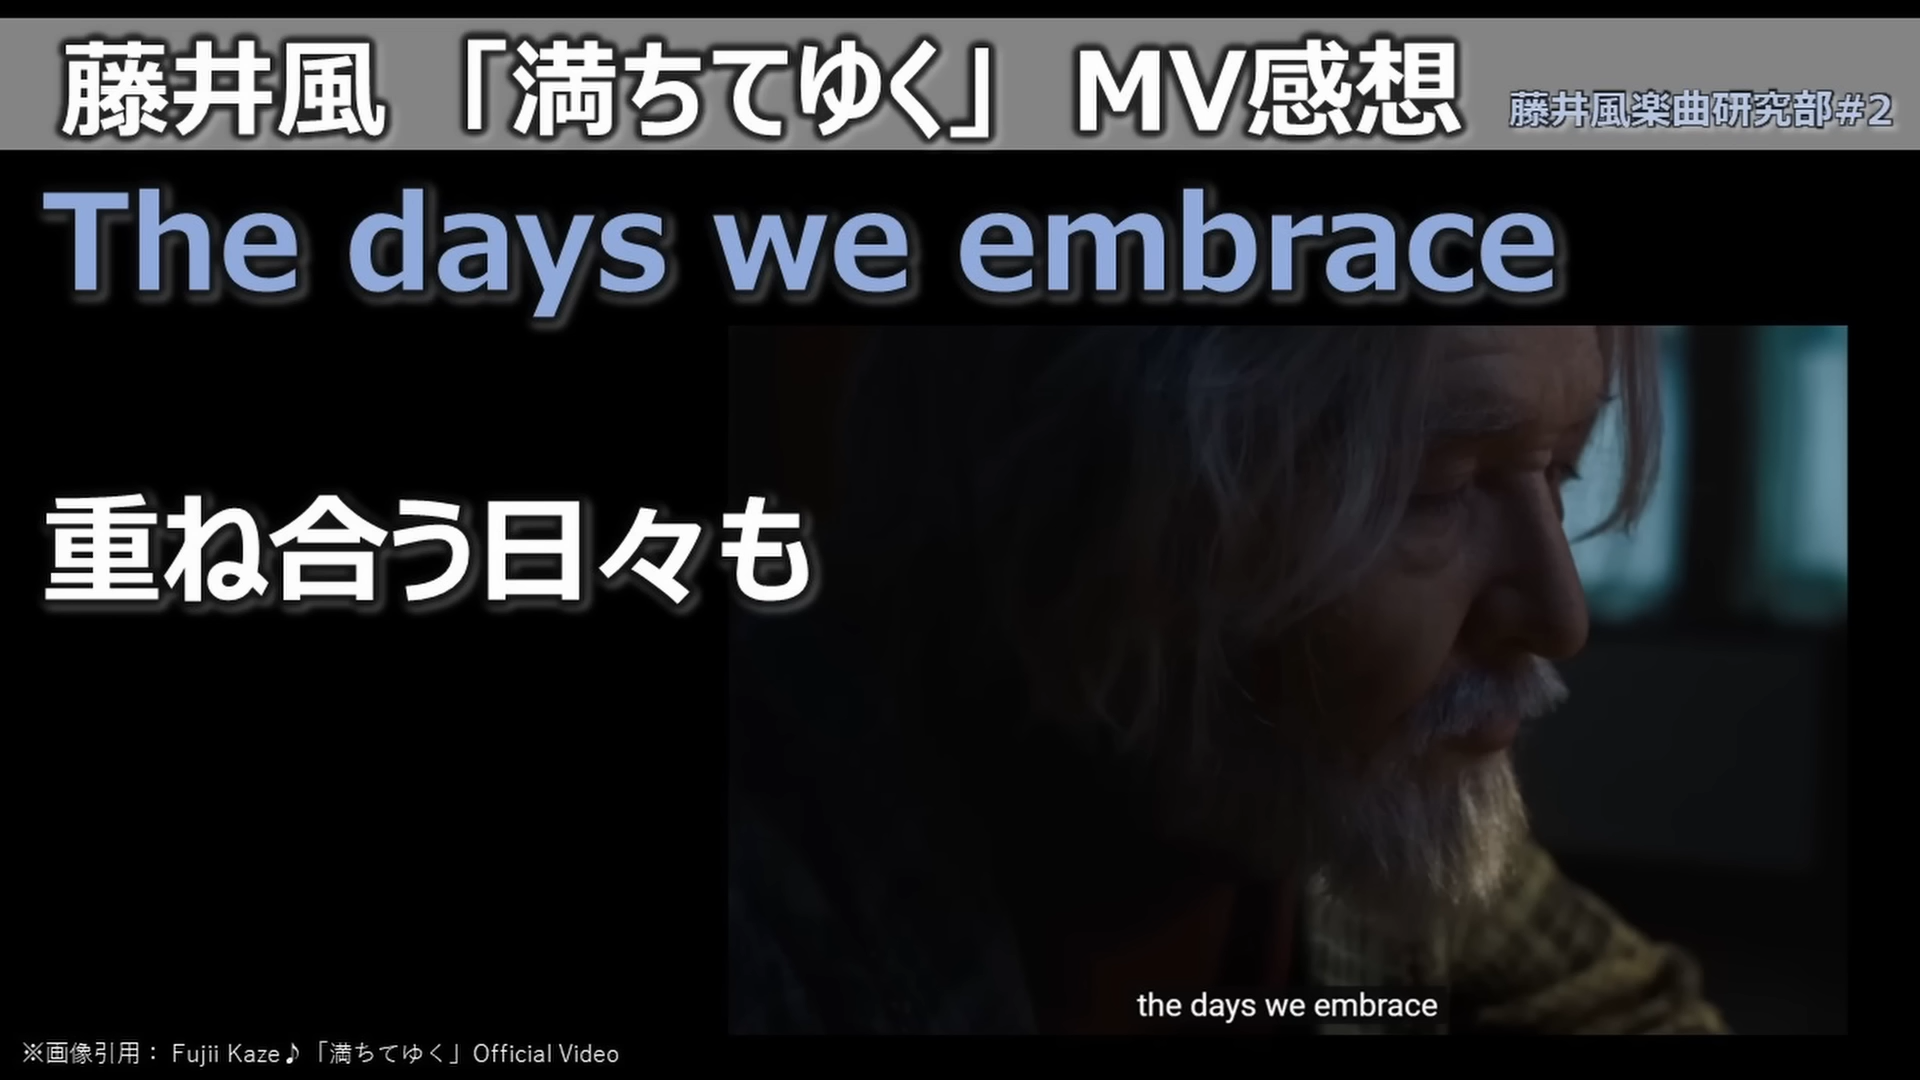 藤井風 「満ちてゆく」 MV感想 藤井風楽曲研究部#2
The days we embrace
重ね合う日々も
the days we embrace
※画像引用： Fujii Kaze♪「満ちてゆく」Official Video